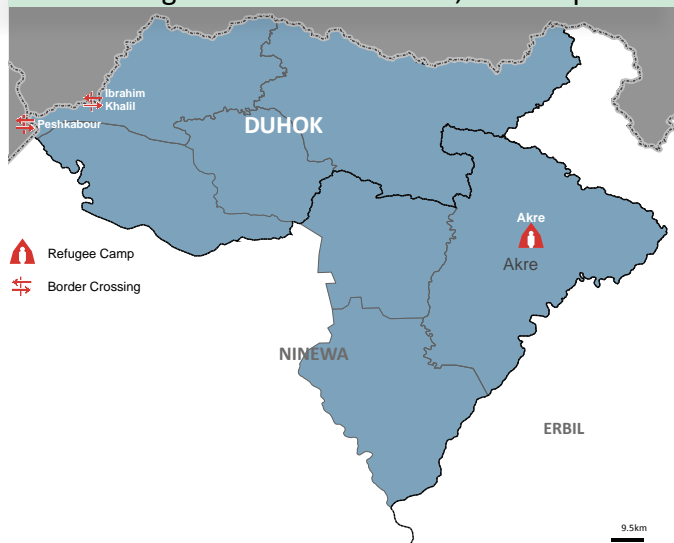 Ibrahim
Khalil
Peshkabour
DUHOK
Akre
Akre
Refugee Camp
Border Crossing
NINEWA
ERBIL
9.5km